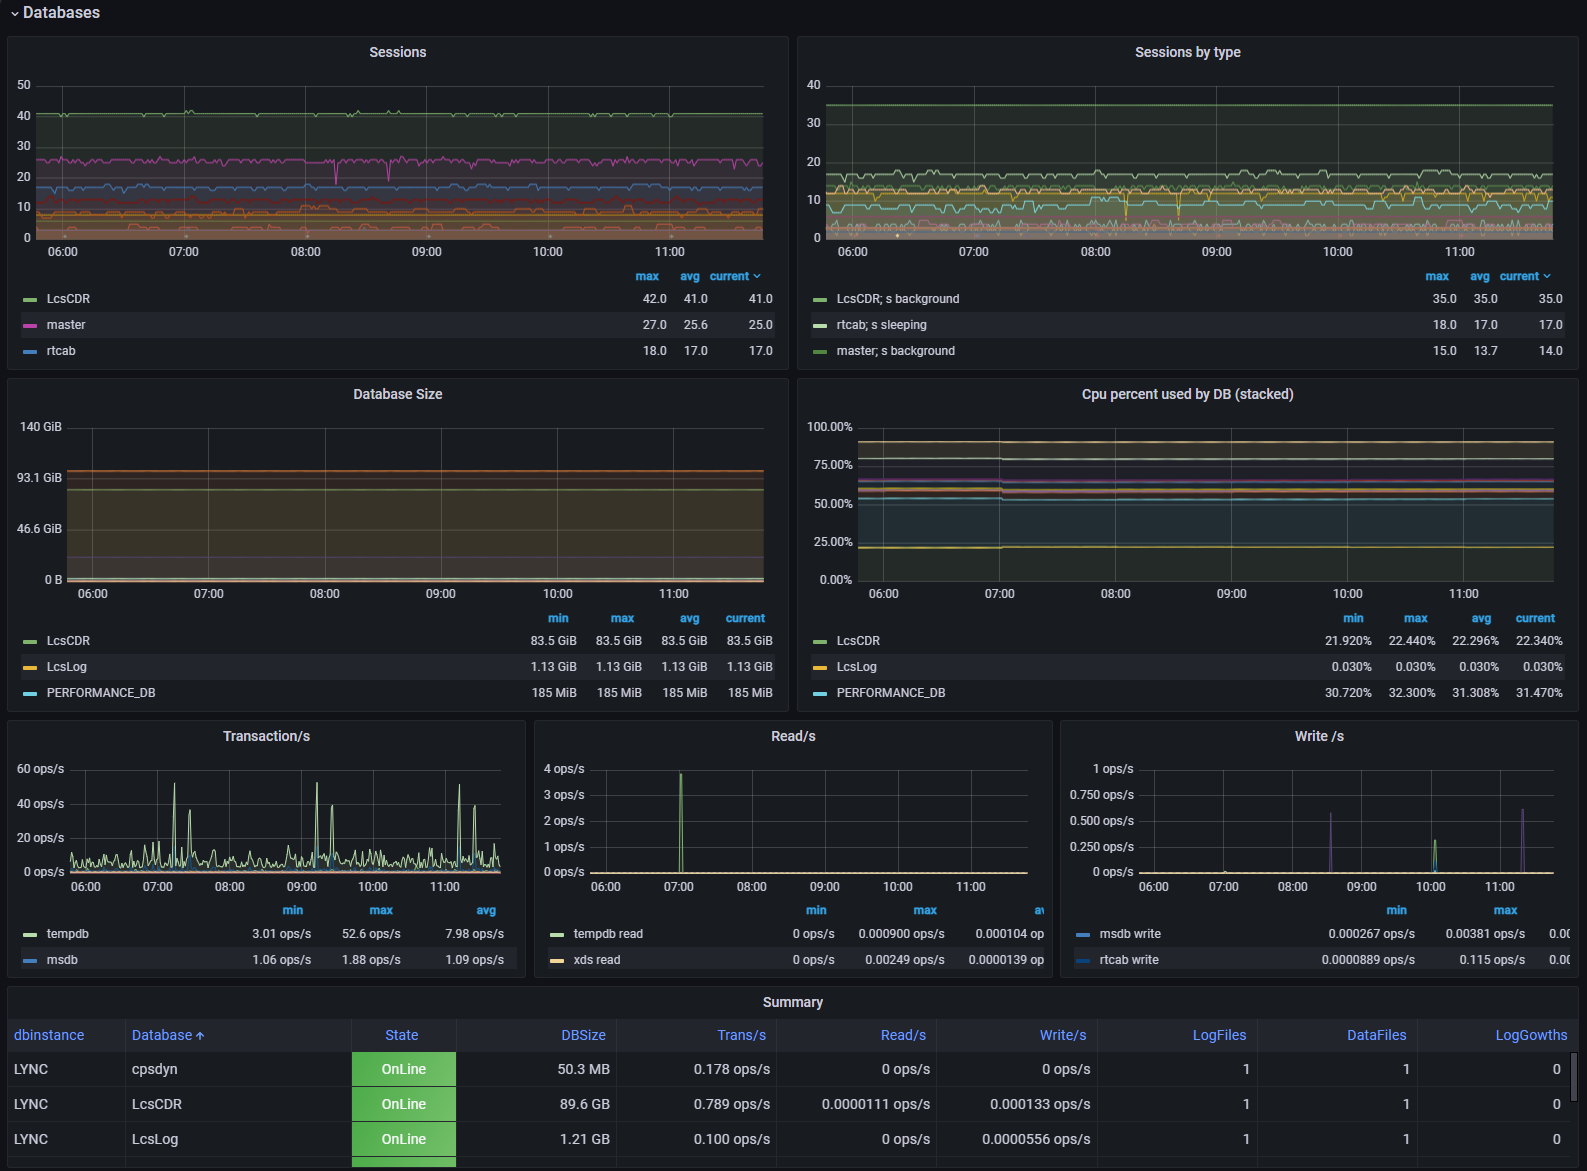 Databases
Sessions
50
40
30
20
10
0
06:00 07:00 08:00 09:00 10:00 11:00
max avg current
LcsCDR 42.0 41.0 41.0
master 27.0 25.6 25.0
rtcab 18.0 17.0 17.0
Sessions by type
40
30
20
10
0
06:00 07:00 08:00 09:00 10:00 11:00
max avg current
LcsCDR; s background 35.0 35.0 35.0
rtcab; s sleeping 18.0 17.0 17.0
master; s background 15.0 13.7 14.0
Database Size
140 GiB
93.1 GiB
46.6 GiB
0 B
06:00 07:00 08:00 09:00 10:00 11:00
min max avg current
LcsCDR 83.5 GiB 83.5 GiB 83.5 GiB 83.5 GiB
LcsLog 1.13 GiB 1.13 GiB 1.13 GiB 1.13 GiB
PERFORMANCE_DB 185 MiB 185 MiB 185 MiB 185 MiB
Cpu percent used by DB (stacked)
100.00%
75.00%
50.00%
25.00%
0.00%
06:00 07:00 08:00 09:00 10:00 11:00
min max avg current
LcsCDR 21.920% 22.440% 22.296% 22.340%
LcsLog 0.030% 0.030% 0.030% 0.030%
PERFORMANCE_DB 30.720% 32.300% 31.308% 31.470%
Transaction/s
60 ops/s
40 ops/s
20 ops/s
0 ops/s
06:00 07:00 08:00 09:00 10:00 11:00
min max avg
tempdb 3.01 ops/s 52.6 ops/s 7.98 ops/s
msdb 1.06 ops/s 1.88 ops/s 1.09 ops/s
Read/s
4 ops/s
3 ops/s
2 ops/s
1 ops/s
0 ops/s
06:00 07:00 08:00 09:00 10:00 11:00
min max av
tempdb read 0 ops/s 0.000900 ops/s 0.000104 op
xds read 0 ops/s 0.00249 ops/s 0.0000139 op
Write /s
1 ops/s
0.750 ops/s
0.500 ops/s
0.250 ops/s
0 ops/s
06:00 07:00 08:00 09:00 10:00 11:00
min max
msdb write 0.000267 ops/s 0.00381 ops/s 0.00
rtcab write 0.0000889 ops/s 0.115 ops/s 0.00
Summary
dbinstance Database State DBSize Trans/s Read/s Write/s LogFiles DataFiles LogGowths
LYNC cpsdyn OnLine 50.3 MB 0.178 ops/s 0 ops/s 0 ops/s 1 1 0
LYNC LcsCDR OnLine 89.6 GB 0.789 ops/s 0.0000111 ops/s 0.000133 ops/s 1 1 0
LYNC LcsLog OnLine 1.21 GB 0.100 ops/s 0 ops/s 0.0000556 ops/s 1 1 0